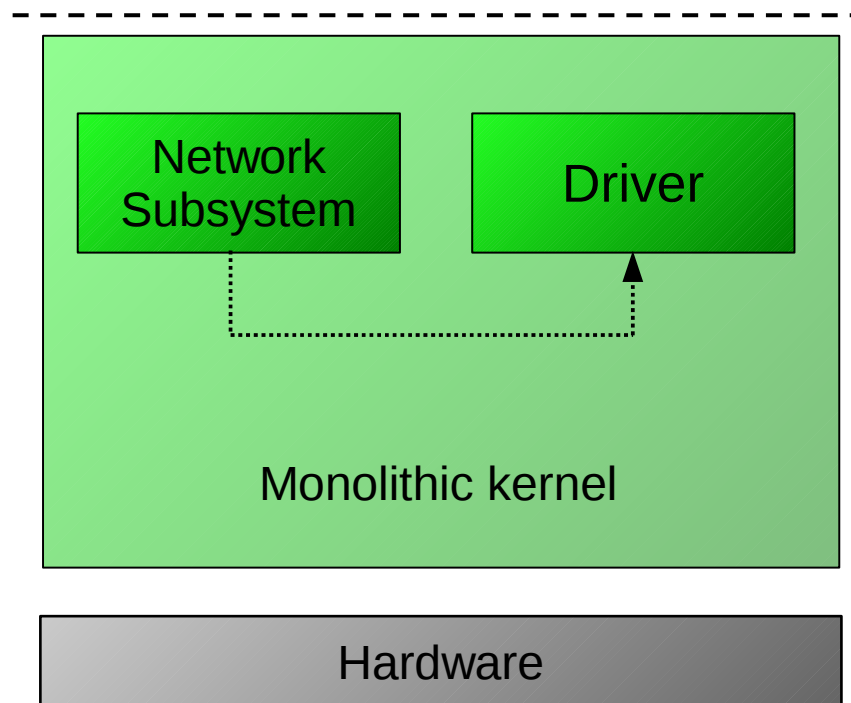 Network
Subsystem
Driver
Monolithic kernel
Hardware